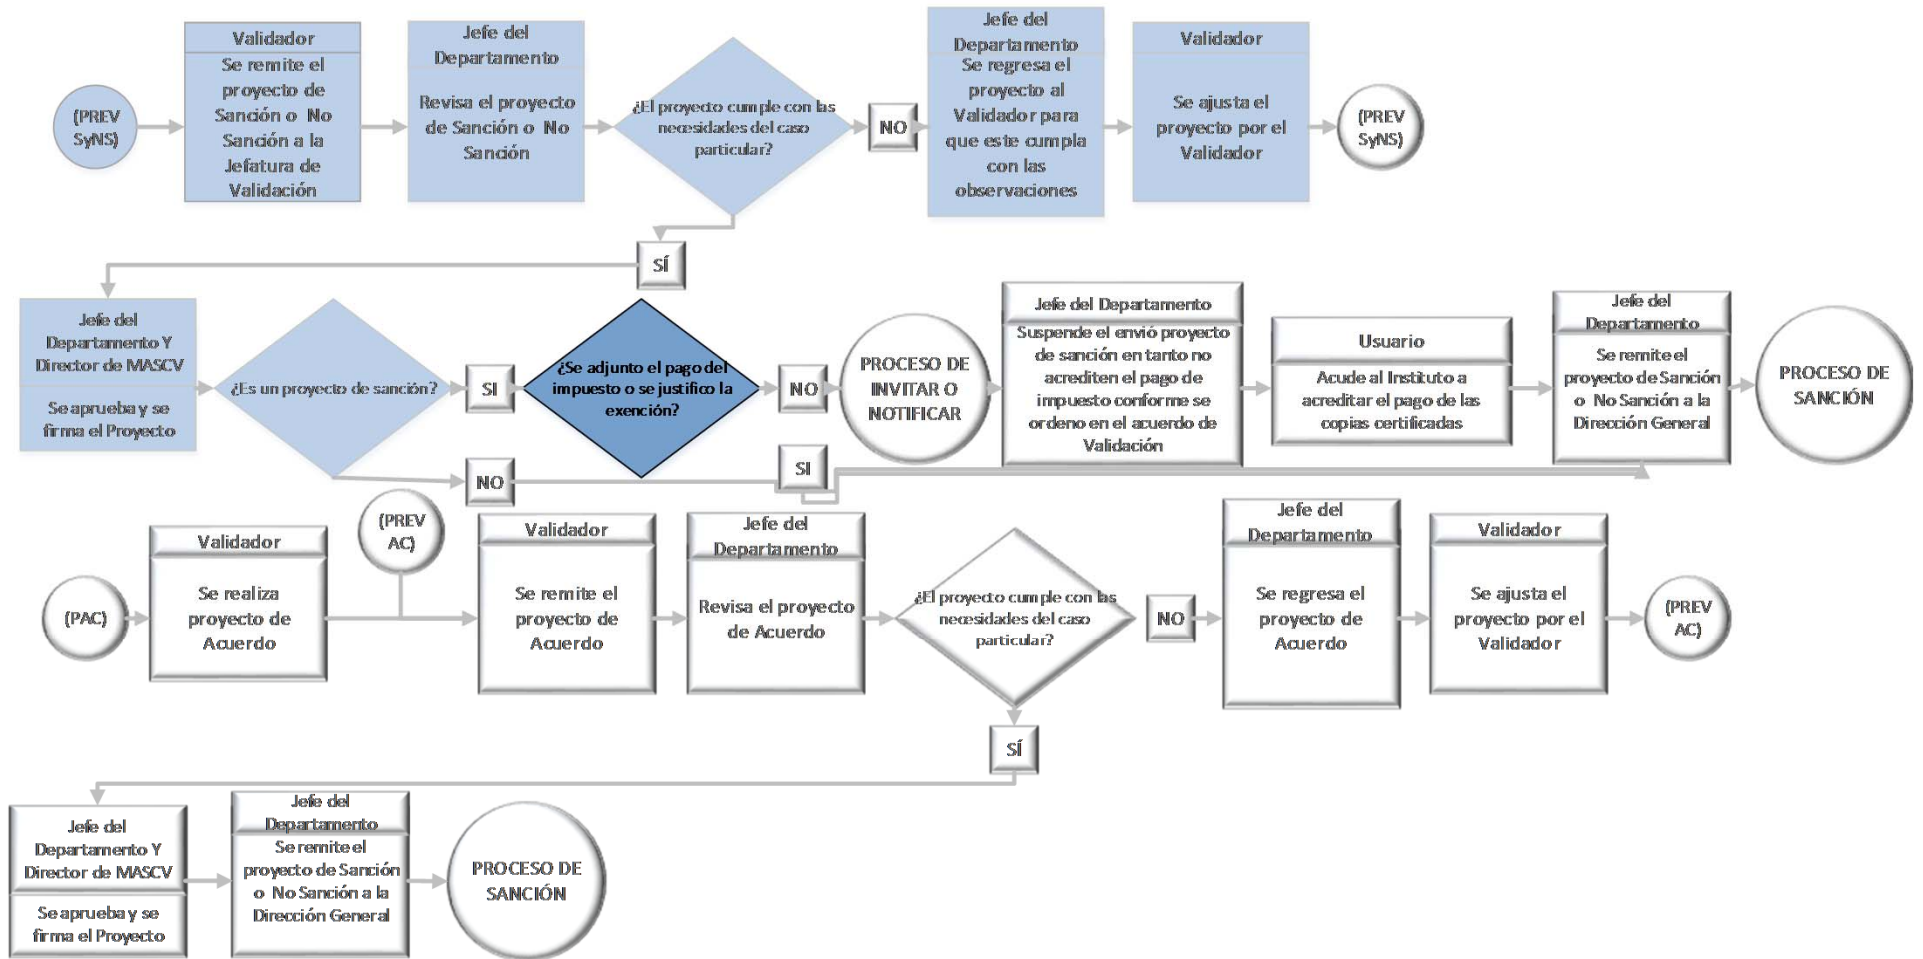 (PREV
SyNS)
Validador
Se remite el
proyecto de
Sanción o No
Sanción a la
Jefatura de
Validación
Jefe del
Departamento
Revisa el proyecto
de Sanción o No
Sanción
¿El proyecto cumple con las
necesidades del caso
particular?
NO
Jefe del
Departamento
Se regresa el
proyecto al
Validador para
que este cumpla
con las
observaciones
Validador
Se ajusta el
proyecto por el
Validador
(PREV
SyNS)
SÍ
Jefe del
Departamento Y
Director de MASCV
Se aprueba y se
firma el Proyecto
¿Es un proyecto de sanción?
SI
¿Se adjunto el pago del
impuesto o se justifico la
exención?
NO
PROCESO DE
INVITAR O
NOTIFICAR
Jefe del Departamento
Suspende el envió proyecto
de sanción en tanto no
acrediten el pago de
impuesto conforme se
ordeno en el acuerdo de
Validación
Usuario
Acude al Instituto a
acreditar el pago de las
copias certificadas
Jefe del
Departamento
Se remite el
proyecto de Sanción
o No Sanción a la
Dirección General
PROCESO DE
SANCIÓN
NO
SI
(PAC)
Validador
Se realiza
proyecto de
Acuerdo
(PREV
AC)
Validador
Se remite el
proyecto de
Acuerdo
Jefe del
Departamento
Revisa el proyecto
de Acuerdo
¿El proyecto cumple con las
necesidades del caso
particular?
NO
Jefe del
Departamento
Se regresa el
proyecto de
Acuerdo
Validador
Se ajusta el
proyecto por el
Validador
(PREV
AC)
SÍ
Jefe del
Departamento Y
Director de MASCV
Se aprueba y se
firma el Proyecto
Jefe del
Departamento
Se remite el
proyecto de Sanción
o No Sanción a la
Dirección General
PROCESO DE
SANCIÓN